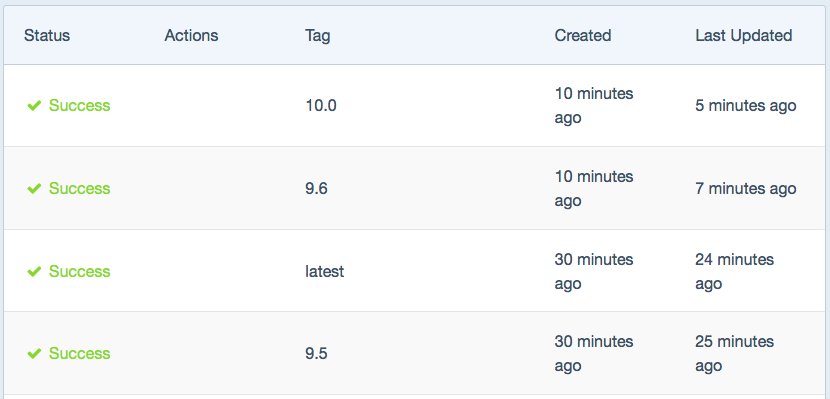 Status Actions Tag Created Last Updated
Success 10.0 10 minutes ago 5 minutes ago
Success 9.6 10 minutes ago 7 minutes ago
Success latest 30 minutes ago 24 minutes ago
Success 9.5 30 minutes ago 25 minutes ago